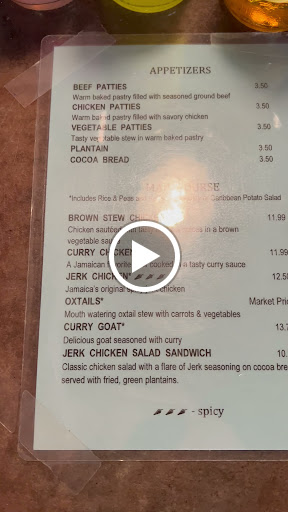 APPETIZERS
BEEF PATTIES 3.50
Warm baked pastry filled with seasoned ground beef
CHICKEN PATTIES 3.50
Warm baked pastry filled with savory chicken
VEGETABLE PATTIES 3.50
Tasty vegetable stew in warm baked pastry
PLANTAIN 3.50
COCOA BREAD 3.50
*Includes Rice & Peas and Caribbean Potato Salad
BROWN STEW 11.99
Chicken in a brown
vegetable
CURRY CHICKEN 11.99
A Jamaican tasty curry sauce
JERK CHICKEN* 12.50
Jamaica's original chicken
OXTAILS* Market
Mouth watering oxtail stew with carrots & vegetables
CURRY GOAT* 13.
Delicious goat seasoned with curry
JERK CHICKEN SALAD SANDWICH 10.
Classic chicken salad with a flare of Jerk seasoning on cocoa
served with fried, green plantains.
- spicy